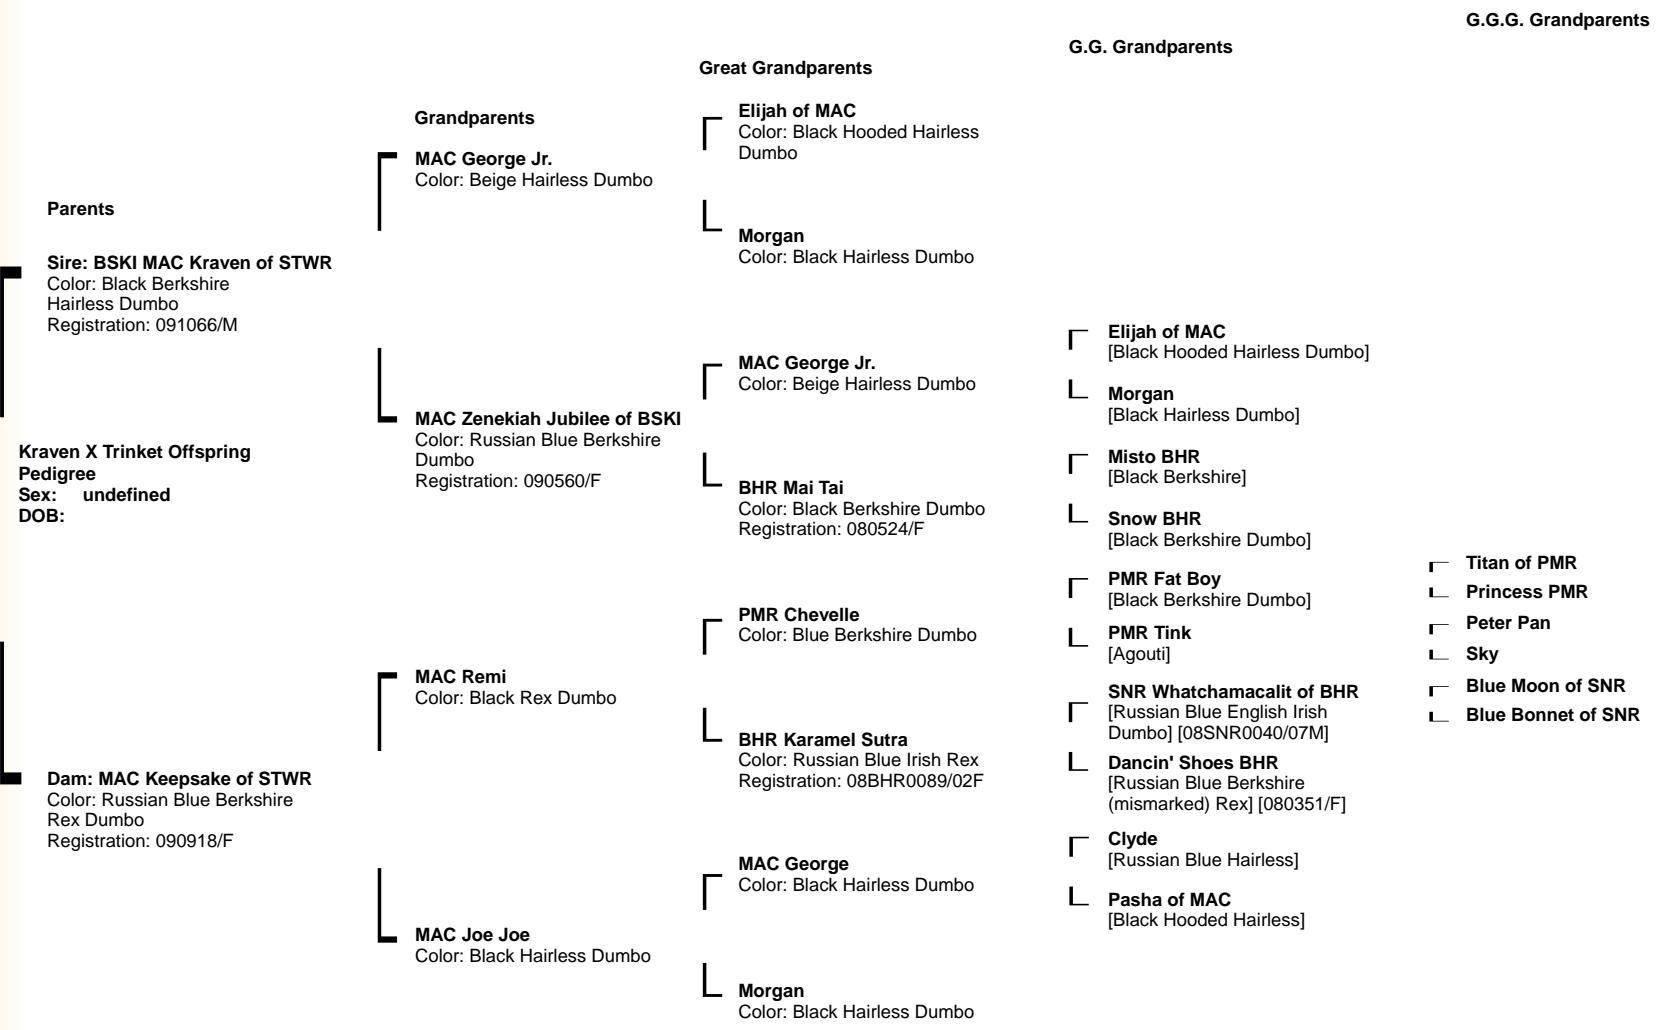 G.G.G. Grandparents
G.G. Grandparents
Great Grandparents
Grandparents
Parents
Sire: BSKI MAC Kraven of STWR
Color: Black Berkshire
Hairless Dumbo
Registration: 091066/M
Kraven X Trinket Offspring
Pedigree
Sex: undefined
DOB:
Dam: MAC Keepsake of STWR
Color: Russian Blue Berkshire
Rex Dumbo
Registration: 090918/F
MAC George Jr.
Color: Beige Hairless Dumbo
MAC Zenekiah Jubilee of BSKI
Color: Russian Blue Berkshire
Dumbo
Registration: 090560/F
MAC Remi
Color: Black Rex Dumbo
MAC Joe Joe
Color: Black Hairless Dumbo
Elijah of MAC
Color: Black Hooded Hairless
Dumbo
Morgan
Color: Black Hairless Dumbo
MAC George Jr.
Color: Beige Hairless Dumbo
BHR Mai Tai
Color: Black Berkshire Dumbo
Registration: 080524/F
PMR Chevelle
Color: Blue Berkshire Dumbo
BHR Karamel Sutra
Color: Russian Blue Irish Rex
Registration: 08BHR0089/02F
MAC George
Color: Black Hairless Dumbo
Morgan
Color: Black Hairless Dumbo
Elijah of MAC
[Black Hooded Hairless Dumbo]
Morgan
[Black Hairless Dumbo]
Misto BHR
[Black Berkshire]
Snow BHR
[Black Berkshire Dumbo]
PMR Fat Boy
[Black Berkshire Dumbo]
PMR Tink
[Agouti]
SNR Whatchamacalit of BHR
[Russian Blue English Irish
Dumbo] [08SNR0040/07M]
Dancin' Shoes BHR
[Russian Blue Berkshire
(mismarked) Rex] [080351/F]
Clyde
[Russian Blue Hairless]
Pasha of MAC
[Black Hooded Hairless]
Titan of PMR
Princess PMR
Peter Pan
Sky
Blue Moon of SNR
Blue Bonnet of SNR